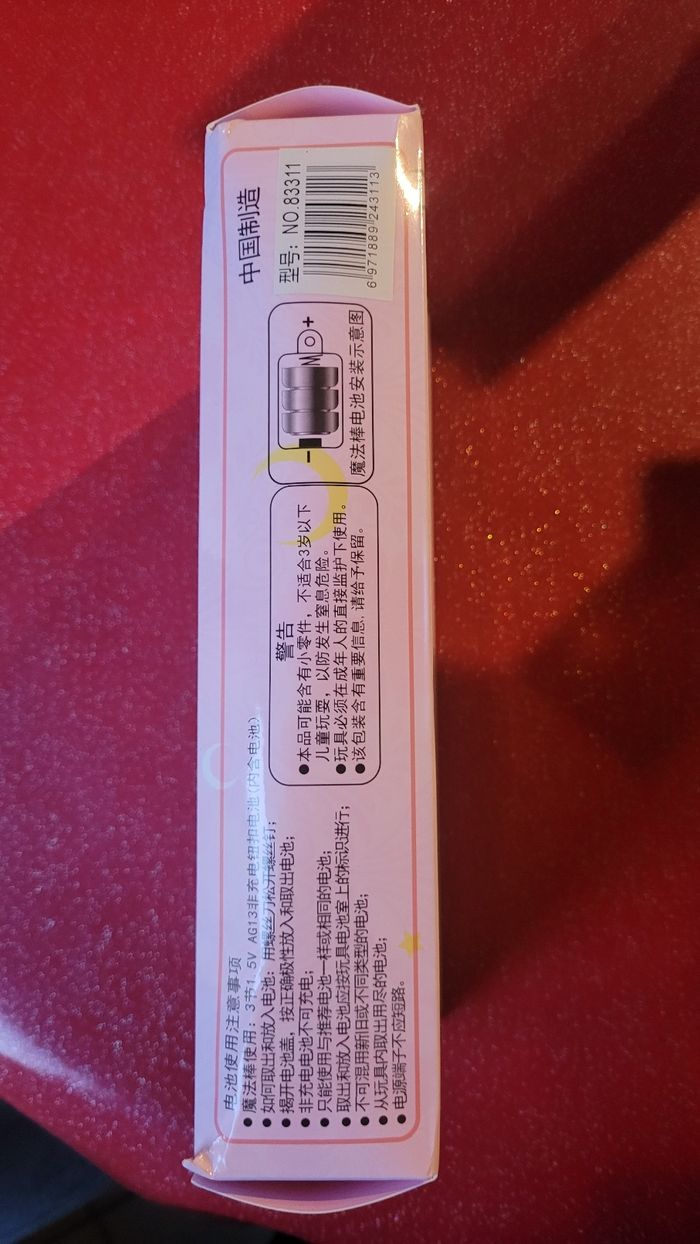 电池使用注意事项
●魔法棒使用：3节1.5V AG13非充电钮扣电池(内含电池)
●如何取出和放入电池：用螺丝刀松开螺丝钉；
●揭开电池盖，按正确极性放入和取出电池；
●非充电电池不可充电；
●只能使用与推荐电池一样或相同的电池；
●取出和放入电池应按玩具电池室上的标识进行；
●不可混用新旧或不同类型的电池；
●从玩具内取出用尽的电池；
●电源端子不应短路。
警告
●本品可能含有小零件，不适合3岁以下
儿童玩耍，以防发生窒息危险。
●玩具必须在成年人的直接监护下使用。
●该包装含有重要信息，请给予保留。
- +
魔法棒电池安装示意图
中国制造
型号：NO.83311
6 971889 243113